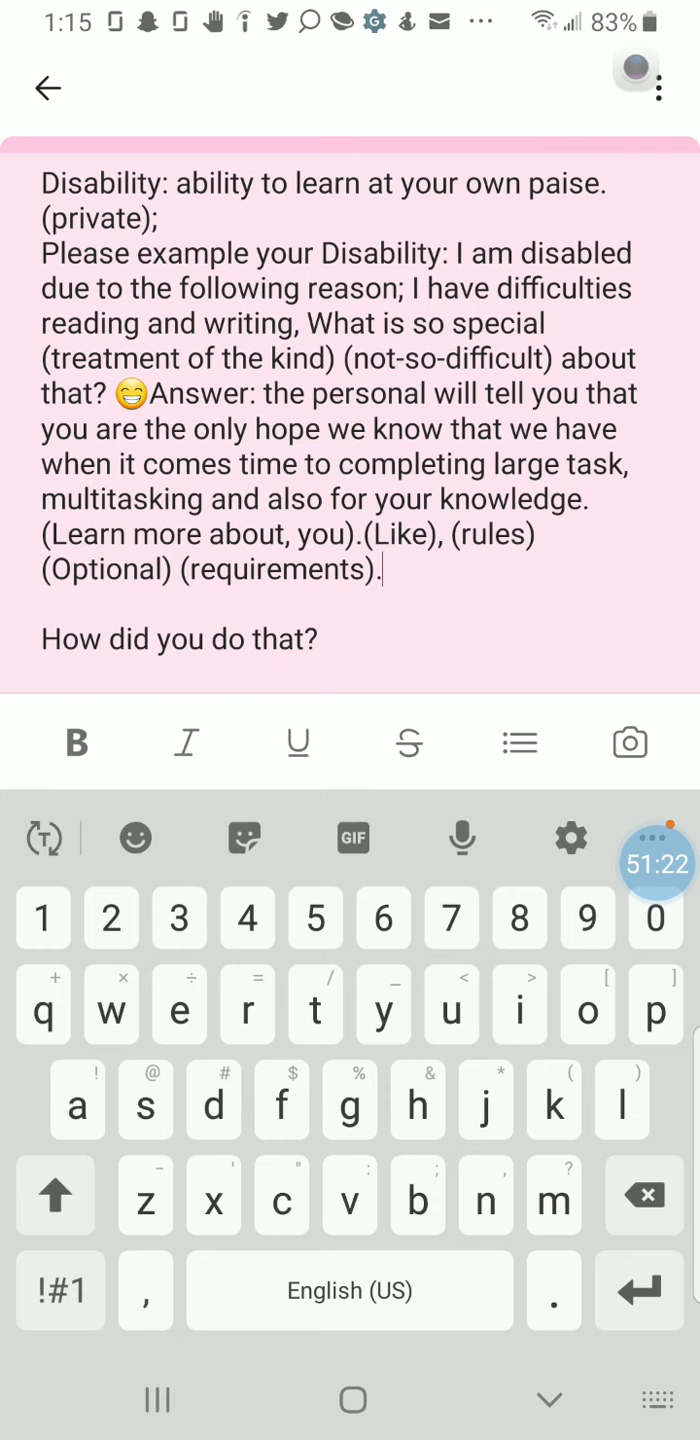 1:15 83%
Disability: ability to learn at your own paise.
(private);
Please example your Disability: I am disabled
due to the following reason; I have difficulties
reading and writing, What is so special
(treatment of the kind) (not-so-difficult) about
that? 😁Answer: the personal will tell you that
you are the only hope we know that we have
when it comes time to completing large task,
multitasking and also for your knowledge.
(Learn more about, you).(Like), (rules)
(Optional) (requirements).
How did you do that?
B I U S
T GIF
51:22
1 2 3 4 5 6 7 8 9 0
+ × ÷ = / _ < > [ ]
q w e r t y u i o p
! @ # $ % & * ( )
a s d f g h j k l
- ' " : ; , ?
z x c v b n m
!#1 , English (US) .